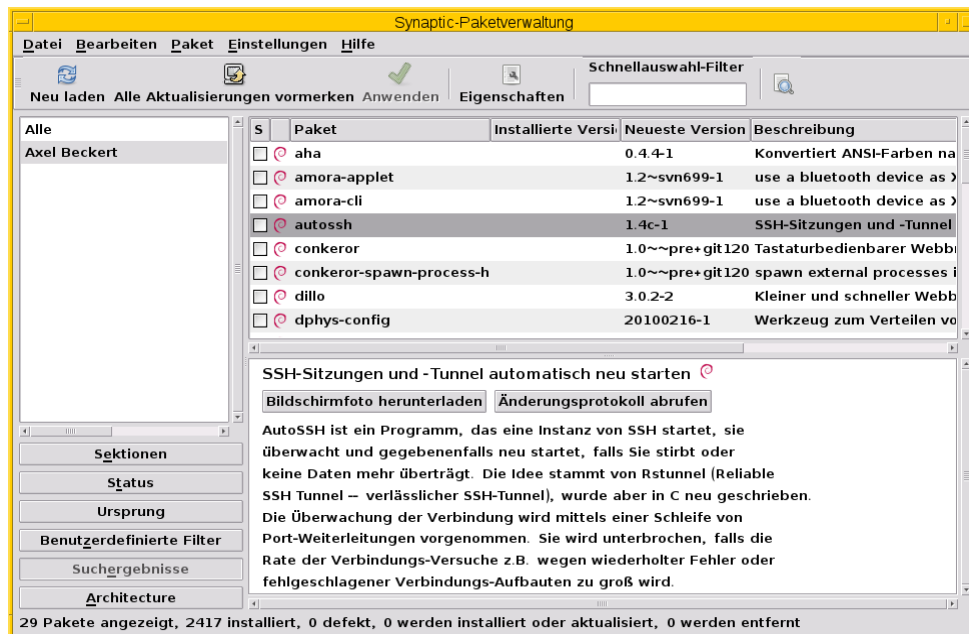 Synaptic-Paketverwaltung
Datei Bearbeiten Paket Einstellungen Hilfe
Neu laden Alle Aktualisierungen vormerken Anwenden Eigenschaften
Schnellauswahl-Filter
Alle
Axel Beckert
S Paket Installierte Versi Neueste Version Beschreibung
aha 0.4.4-1 Konvertiert ANSI-Farben na
amora-applet 1.2~svn699-1 use a bluetooth device as X
amora-cli 1.2~svn699-1 use a bluetooth device as X
autossh 1.4c-1 SSH-Sitzungen und -Tunnel
conkeror 1.0~~pre+git120 Tastaturbedienbarer Webbr
conkeror-spawn-process-h 1.0~~pre+git120 spawn external processes i
dillo 3.0.2-2 Kleiner und schneller Webb
dphys-config 20100216-1 Werkzeug zum Verteilen vo
SSH-Sitzungen und -Tunnel automatisch neu starten
Bildschirmfoto herunterladen Änderungsprotokoll abrufen
AutoSSH ist ein Programm, das eine Instanz von SSH startet, sie
überwacht und gegebenenfalls neu startet, falls Sie stirbt oder
keine Daten mehr überträgt. Die Idee stammt von Rstunnel (Reliable
SSH Tunnel -- verlässlicher SSH-Tunnel), wurde aber in C neu geschrieben.
Die Überwachung der Verbindung wird mittels einer Schleife von
Port-Weiterleitungen vorgenommen. Sie wird unterbrochen, falls die
Rate der Verbindungs-Versuche z.B. wegen wiederholter Fehler oder
fehlgeschlagener Verbindungs-Aufbauten zu groß wird.
Sektionen
Status
Ursprung
Benutzerdefinierte Filter
Suchergebnisse
Architecture
29 Pakete angezeigt, 2417 installiert, 0 defekt, 0 werden installiert oder aktualisiert, 0 werden entfernt